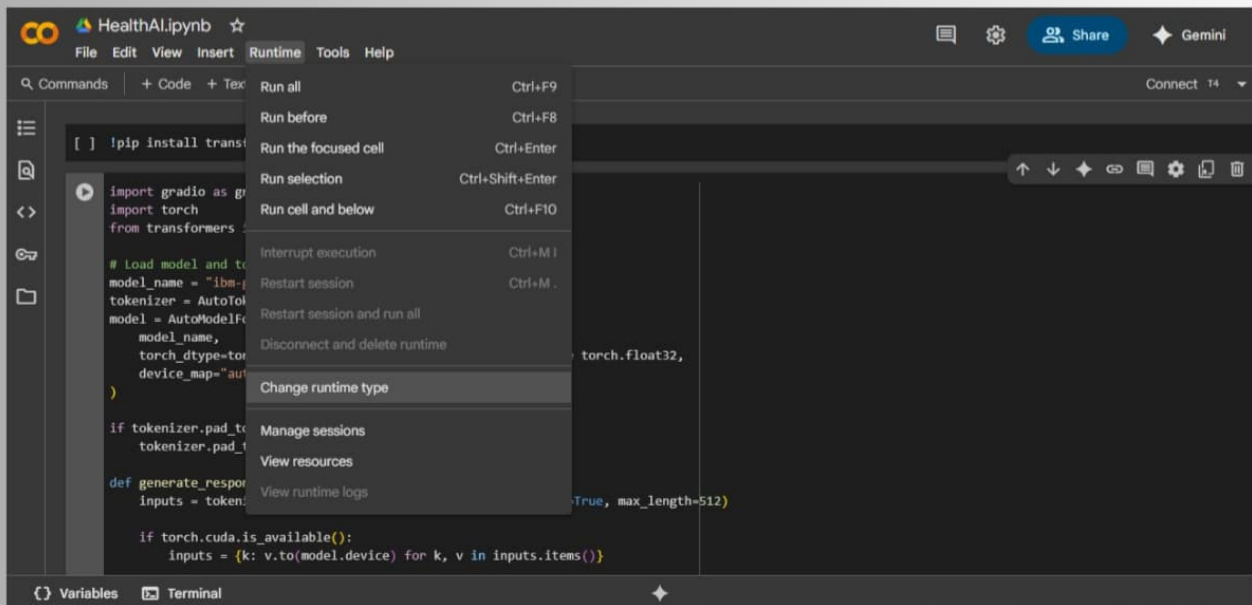 HealthAI.ipynb
File Edit View Insert Runtime Tools Help
Share
Gemini
Commands
+ Code + Tex
Connect T4
Run all Ctrl+F9
Run before Ctrl+F8
Run the focused cell Ctrl+Enter
Run selection Ctrl+Shift+Enter
Run cell and below Ctrl+F10
Interrupt execution Ctrl+M I
Restart session Ctrl+M .
Restart session and run all
Disconnect and delete runtime
Change runtime type
Manage sessions
View resources
View runtime logs
[ ] !pip install transf
import gradio as gr
import torch
from transformers i
# Load model and to
model_name = "ibm-g
tokenizer = AutoTok
model = AutoModelFo
model_name,
torch_dtype=tor torch.float32,
device_map="aut
)
if tokenizer.pad_to
tokenizer.pad_t
def generate_respon
inputs = tokeni =True, max_length=512)
if torch.cuda.is_available():
inputs = {k: v.to(model.device) for k, v in inputs.items()}
{} Variables Terminal